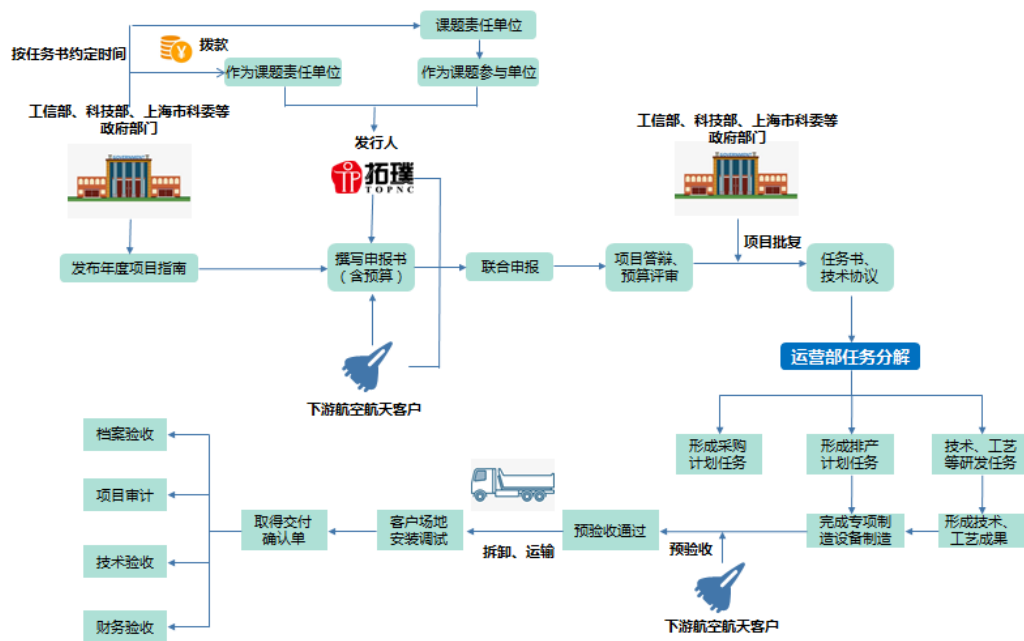 课题责任单位
按任务书约定时间
拨款
作为课题责任单位
作为课题参与单位
工信部、科技部、上海市科委等
政府部门
发行人
拓璞
TOPNC
工信部、科技部、上海市科委等
政府部门
项目批复
发布年度项目指南
撰写申报书
（含预算）
联合申报
项目答辩、
预算评审
任务书、
技术协议
运营部任务分解
下游航空航天客户
形成采购
计划任务
形成排产
计划任务
技术、工艺
等研发任务
档案验收
项目审计
技术验收
财务验收
取得交付
确认单
客户场地
安装调试
拆卸、运输
预验收通过
预验收
完成专项制
造设备制造
形成技术、
工艺成果
下游航空航天客户